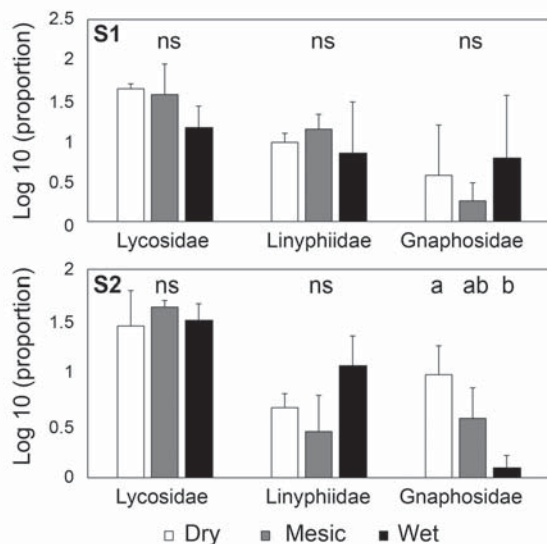 2.5
S1 ns ns ns
2
1.5
1
0.5
0
Log 10 (proportion)
Lycosidae Linyphiidae Gnaphosidae
2
S2 ns ns a ab b
1.5
1
0.5
0
Log 10 (proportion)
Lycosidae Linyphiidae Gnaphosidae
Dry Mesic Wet